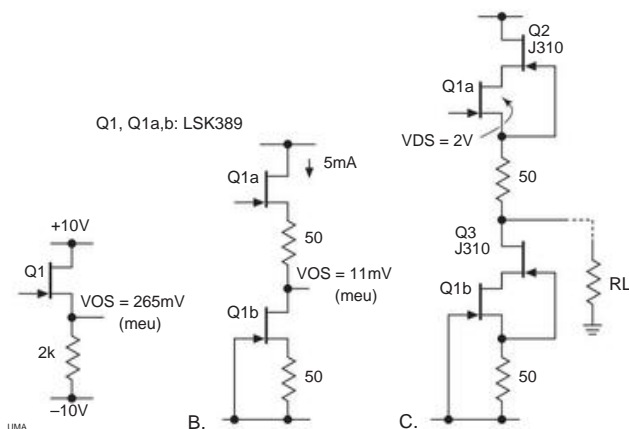 Q1, Q1a,b: LSK389
+10V
Q1
VOS = 265mV
(meu)
2k
–10V
UMA
Q1a
5mA
50
VOS = 11mV
(meu)
Q1b
50
B.
Q2
J310
Q1a
VDS = 2V
50
Q3
J310
Q1b
RL
50
C.